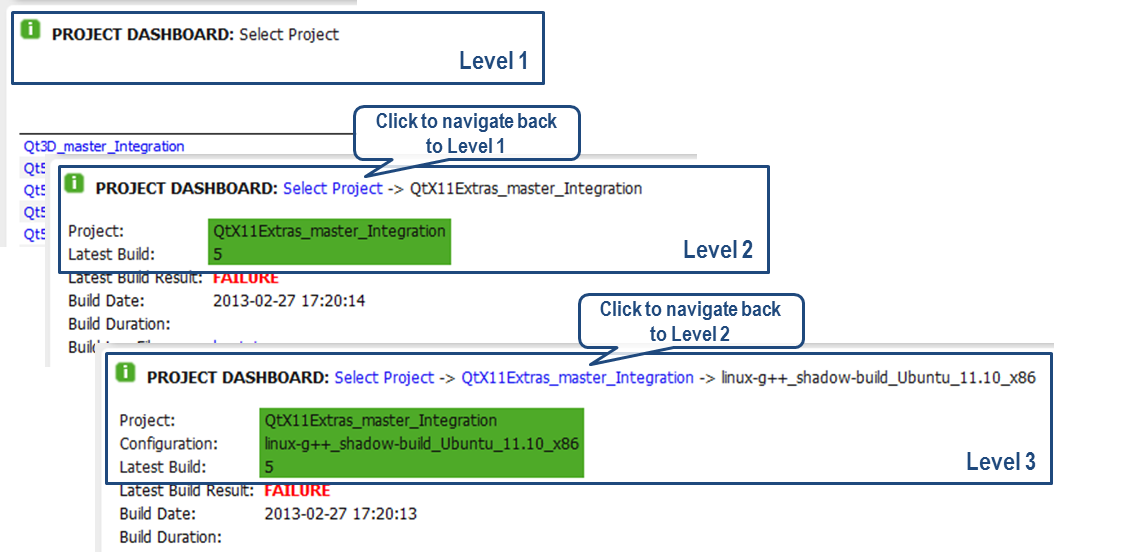 i PROJECT DASHBOARD: Select Project
Level 1
Click to navigate back
to Level 1
Qt3D_master_Integration
Qt5
Qt5
Qt5
Qt5
i PROJECT DASHBOARD: Select Project -> QtX11Extras_master_Integration
Project: QtX11Extras_master_Integration
Latest Build: 5
Level 2
Latest Build Result: FAILURE
Build Date: 2013-02-27 17:20:14
Build Duration:
Click to navigate back
to Level 2
Build
i PROJECT DASHBOARD: Select Project -> QtX11Extras_master_Integration -> linux-g++_shadow-build_Ubuntu_11.10_x86
Project: QtX11Extras_master_Integration
Configuration: linux-g++_shadow-build_Ubuntu_11.10_x86
Latest Build: 5
Level 3
Latest Build Result: FAILURE
Build Date: 2013-02-27 17:20:13
Build Duration: